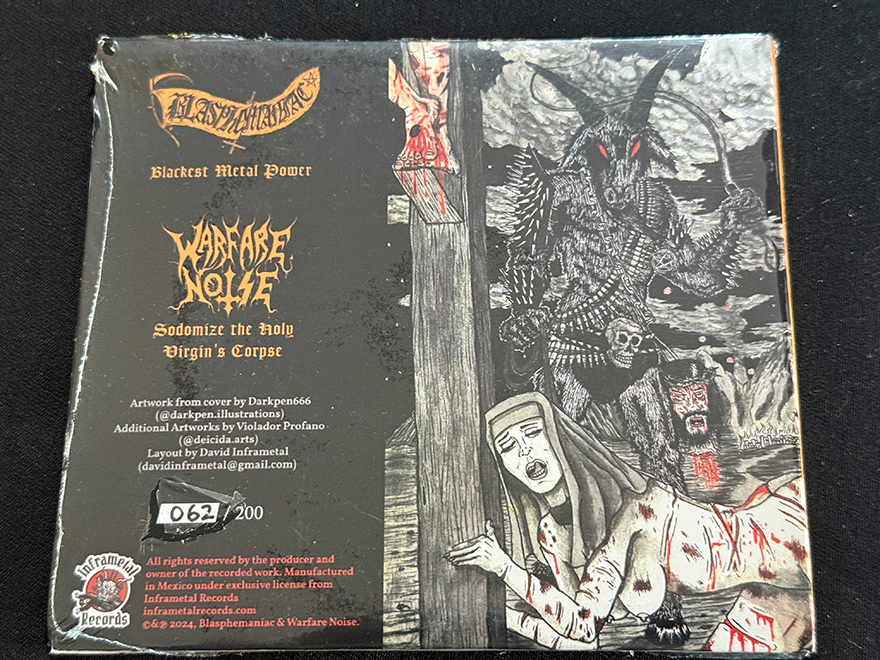 BLASPHEMANIAC
Blackest Metal Power
WARFARE
NOISE
Sodomize the Holy
Virgin's Corpse
Artwork from cover by Darkpen666
(@darkpen.illustrations)
Additional Artworks by Violador Profano
(@deicida.arts)
Layout by David Inframetal
(davidinframetal@gmail.com)
062 / 200
Inframetal
Records
All rights reserved by the producer and
owner of the recorded work. Manufactured
in Mexico under exclusive license from
Inframetal Records
inframetalrecords.com
©&℗ 2024, Blasphemaniac & Warfare Noise.